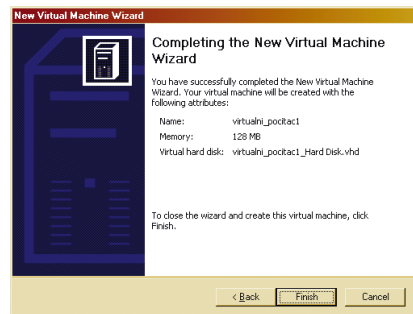 New Virtual Machine Wizard
Completing the New Virtual Machine
Wizard
You have successfully completed the New Virtual Machine
Wizard. Your virtual machine will be created with the
following attributes:
Name: virtualni_pocitac1
Memory: 128 MB
Virtual hard disk: virtualni_pocitac1_Hard Disk.vhd
To close the wizard and create this virtual machine, click
Finish.
< Back Finish Cancel